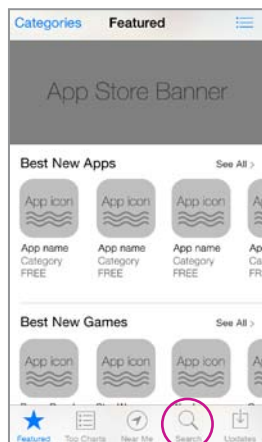 Categories Featured
App Store Banner
Best New Apps See All >
App icon App icon App icon
App name App name App name
Category Category Category
FREE FREE FREE
Best New Games See All >
App icon App icon App icon
Featured Top Charts Near Me Search Updates